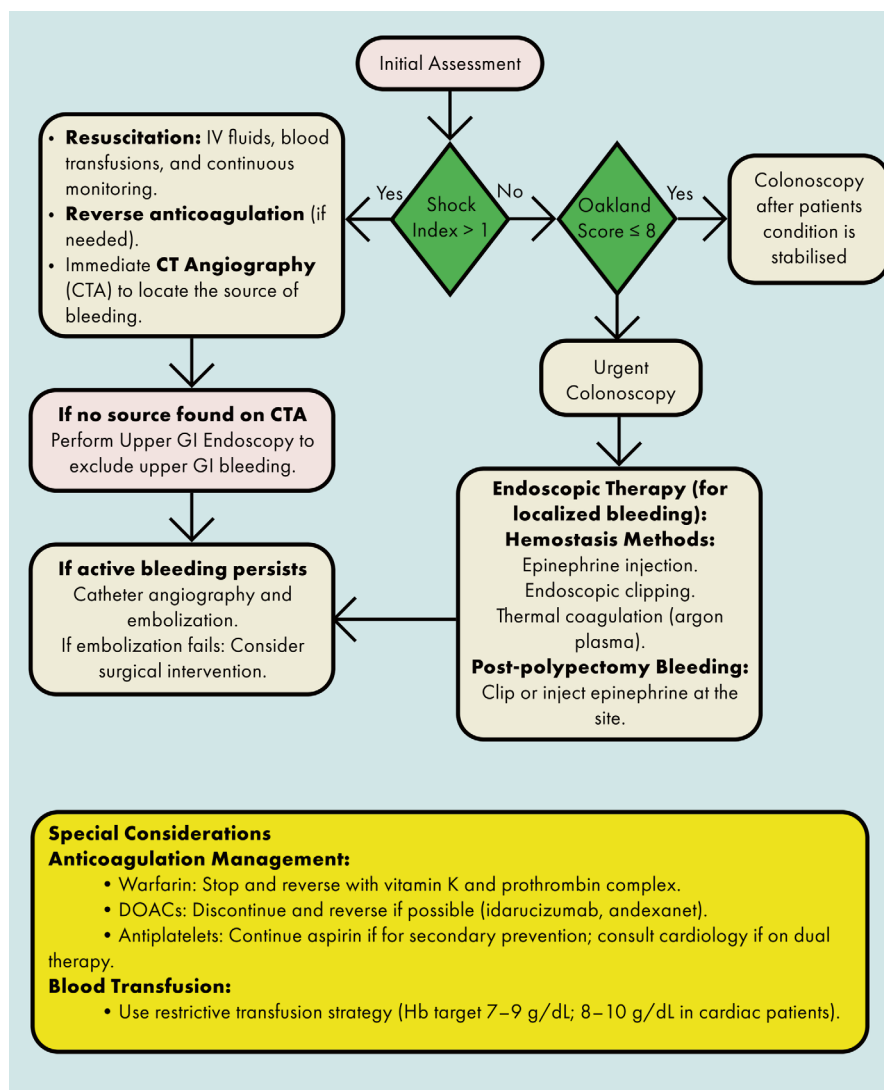 Initial Assessment
• Resuscitation: IV fluids, blood
transfusions, and continuous
monitoring.
• Reverse anticoagulation (if
needed).
• Immediate CT Angiography
(CTA) to locate the source of
bleeding.
Yes
Shock
Index > 1
No
Oakland
Score ≤ 8
Yes
Colonoscopy
after patients
condition is
stabilised
Urgent
Colonoscopy
If no source found on CTA
Perform Upper GI Endoscopy to
exclude upper GI bleeding.
Endoscopic Therapy (for
localized bleeding):
Hemostasis Methods:
Epinephrine injection.
Endoscopic clipping.
Thermal coagulation (argon
plasma).
Post-polypectomy Bleeding:
Clip or inject epinephrine at the
site.
If active bleeding persists
Catheter angiography and
embolization.
If embolization fails: Consider
surgical intervention.
Special Considerations
Anticoagulation Management:
• Warfarin: Stop and reverse with vitamin K and prothrombin complex.
• DOACs: Discontinue and reverse if possible (idarucizumab, andexanet).
• Antiplatelets: Continue aspirin if for secondary prevention; consult cardiology if on dual
therapy.
Blood Transfusion:
• Use restrictive transfusion strategy (Hb target 7–9 g/dL; 8–10 g/dL in cardiac patients).